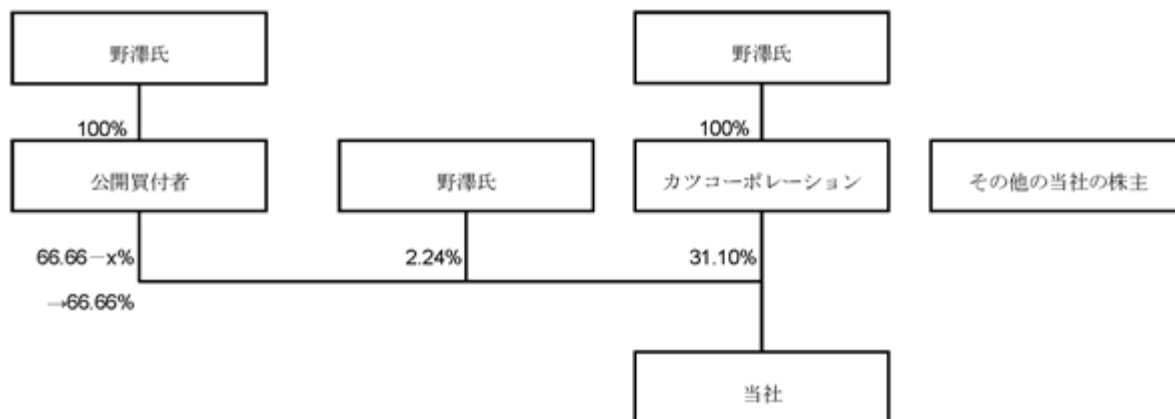 野澤氏
野澤氏
100%
100%
公開買付者
野澤氏
カツコーポレーション
その他の当社の株主
66.66－x%
2.24%
31.10%
→66.66%
当社